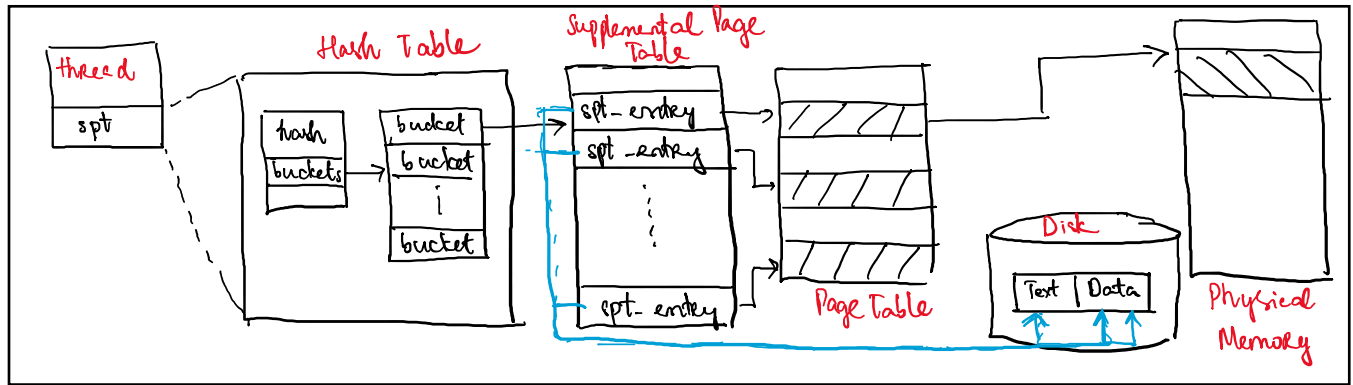 thread
spt
Hash Table
hash
buckets
bucket
bucket
bucket
Supplemental Page
Table
spt_entry
spt_entry
spt_entry
Page Table
Disk
Text Data
Physical
Memory